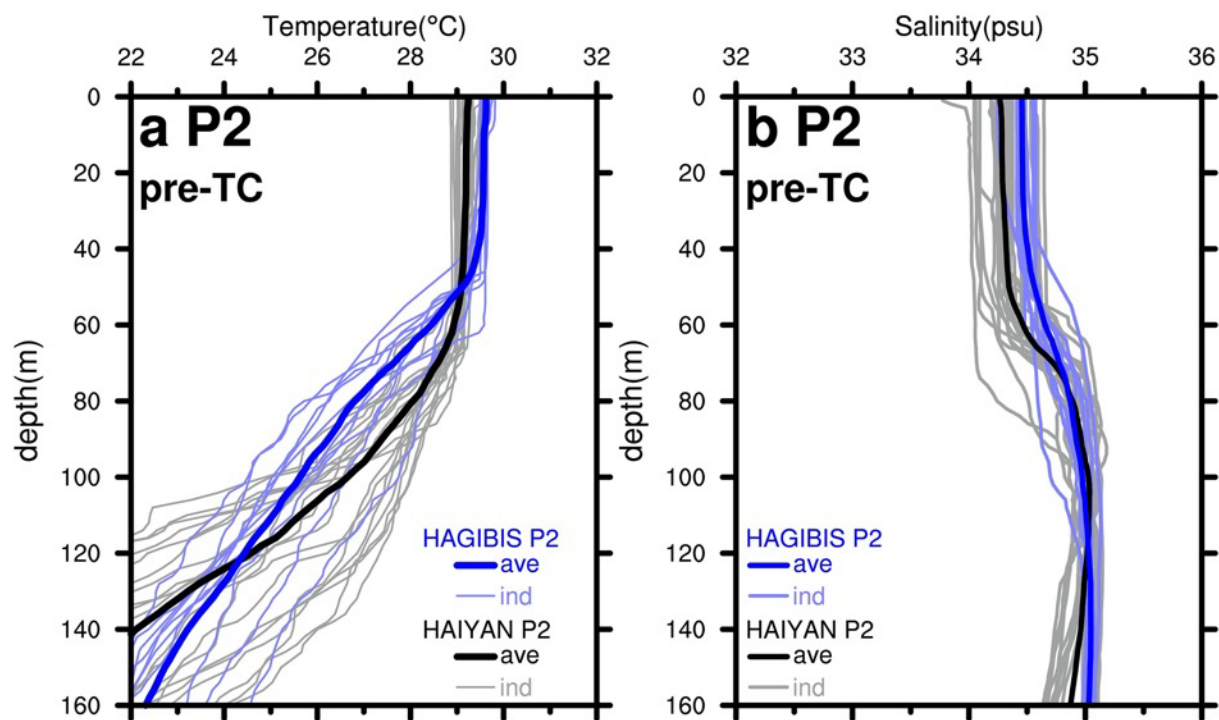 Temperature(°C)
22 24 26 28 30 32
0
20
40
60
80
100
120
140
160
depth(m)
a P2
pre-TC
HAGIBIS P2
ave
ind
HAIYAN P2
ave
ind
Salinity(psu)
32 33 34 35 36
0
20
40
60
80
100
120
140
160
depth(m)
b P2
pre-TC
HAGIBIS P2
ave
ind
HAIYAN P2
ave
ind